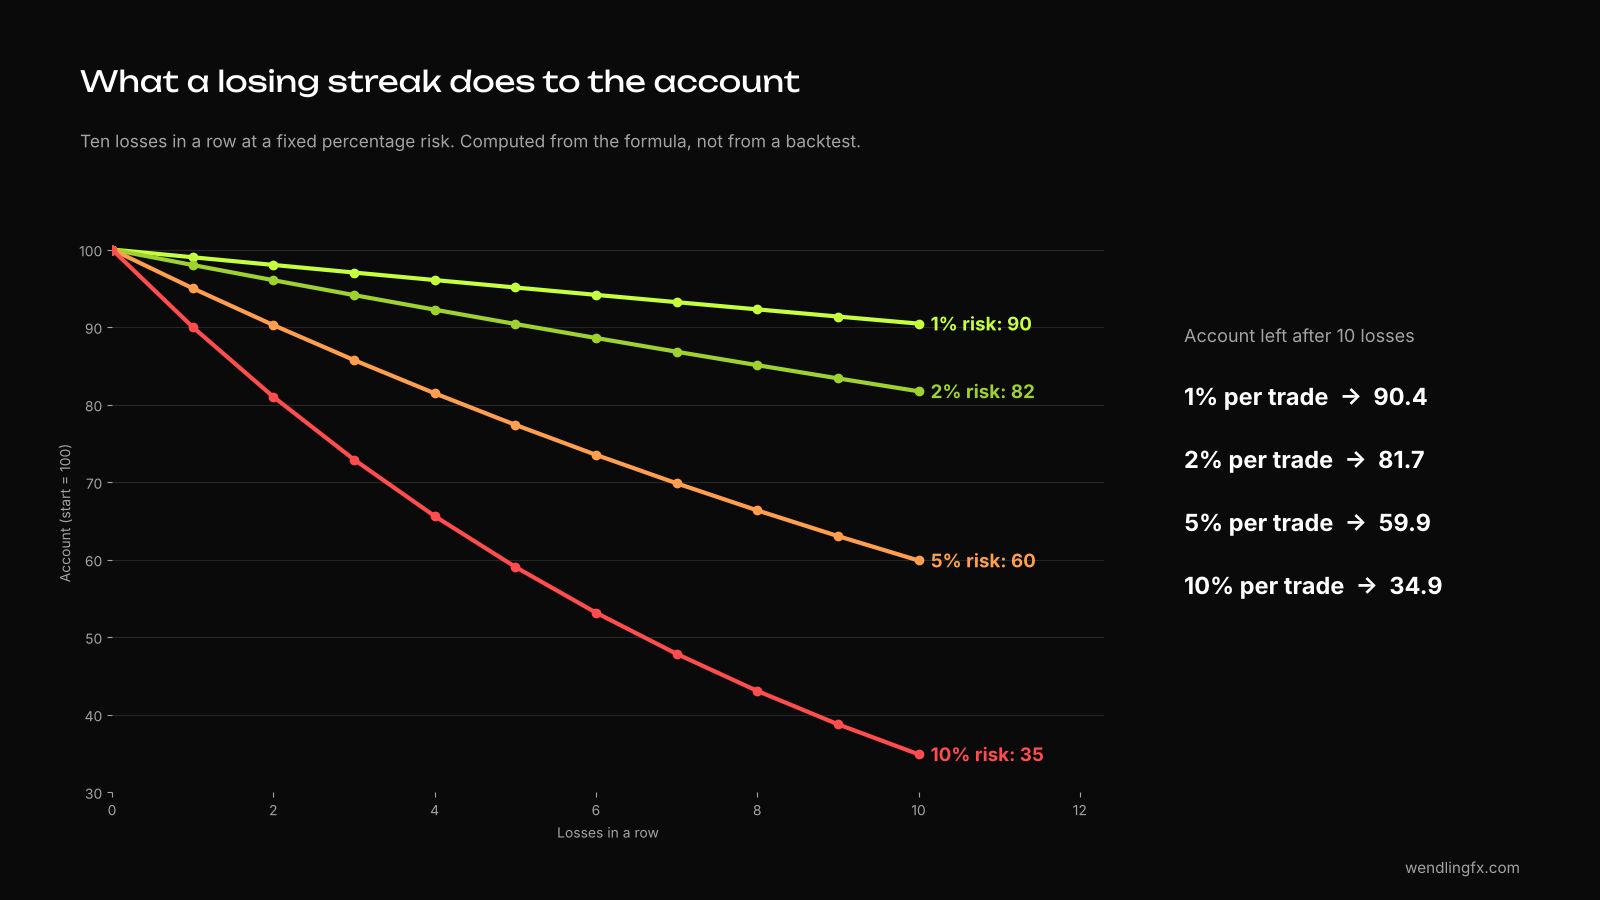 What a losing streak does to the account
Ten losses in a row at a fixed percentage risk. Computed from the formula, not from a backtest.
Account (start = 100)
100
90
80
70
60
50
40
30
0
2
4
6
8
10
12
Losses in a row
1% risk: 90
2% risk: 82
5% risk: 60
10% risk: 35
Account left after 10 losses
1% per trade → 90.4
2% per trade → 81.7
5% per trade → 59.9
10% per trade → 34.9
wendlingfx.com